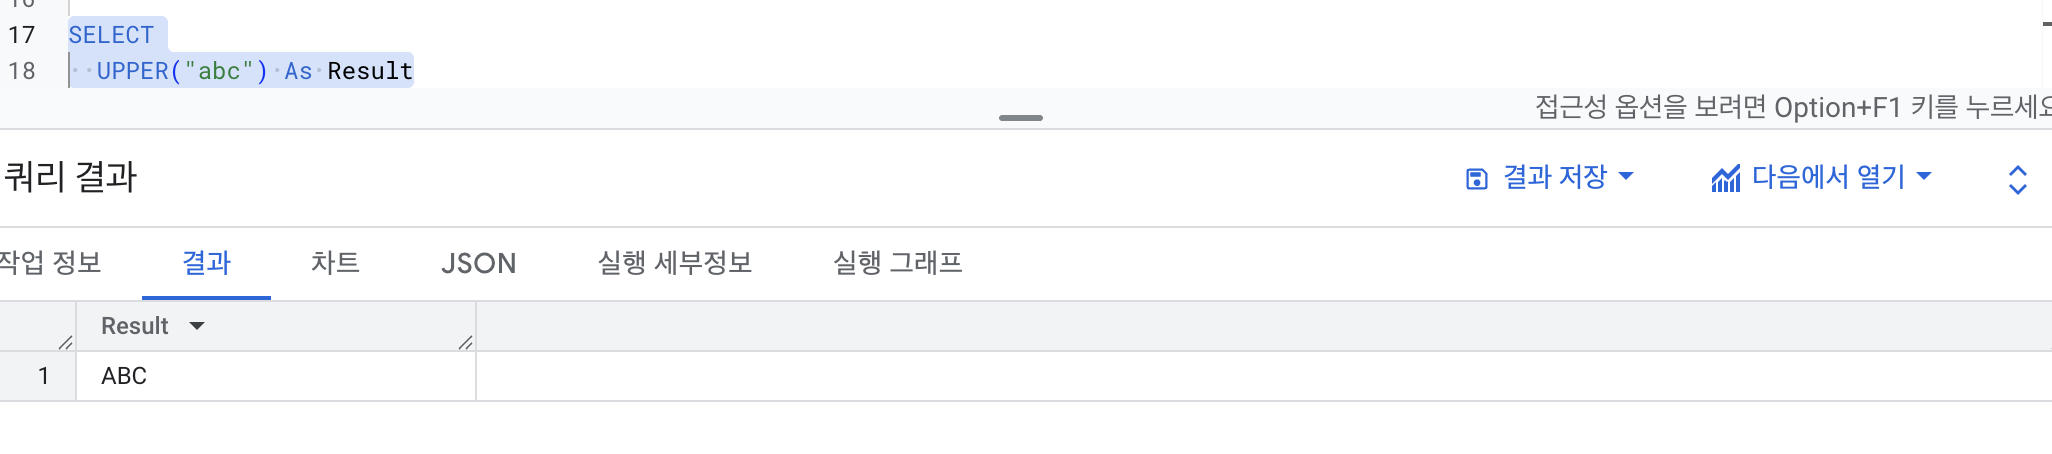 17 SELECT
18 UPPER("abc") As Result
접근성 옵션을 보려면 Option+F1 키를 누르세요
쿼리 결과 결과 저장 다음에서 열기
작업 정보 결과 차트 JSON 실행 세부정보 실행 그래프
Result
1 ABC